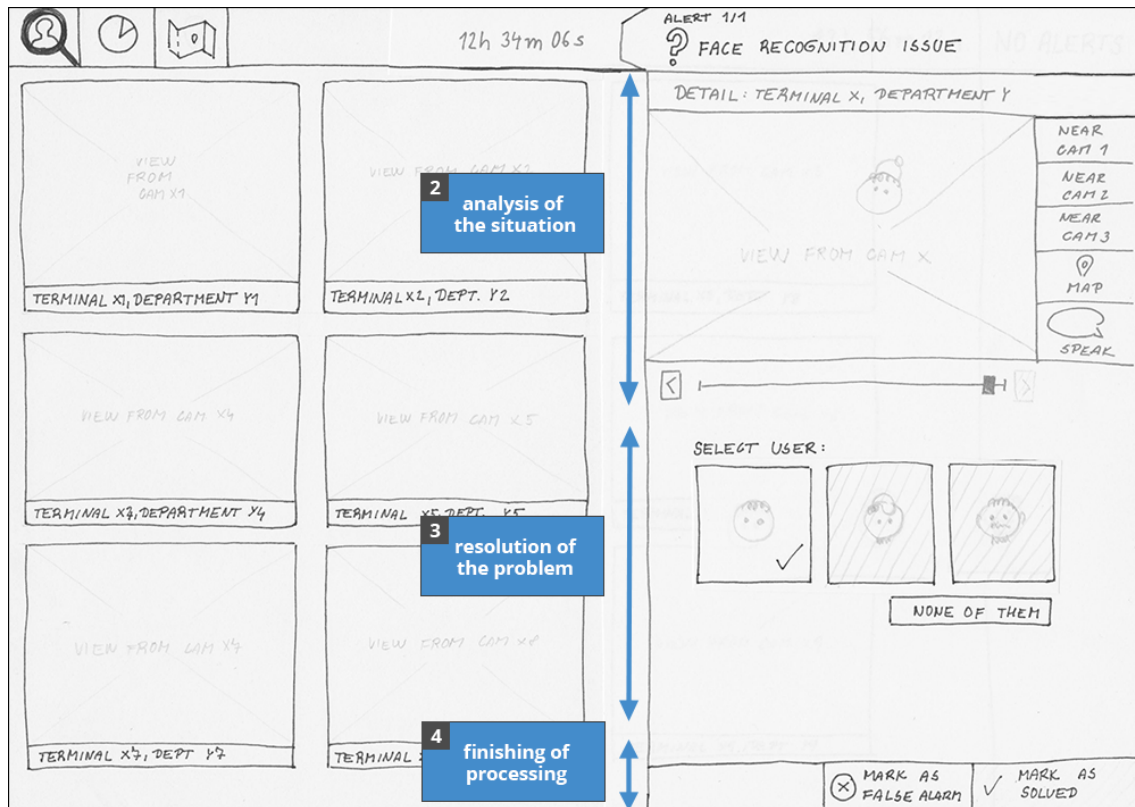 12h 34m 06s
ALERT 1/1
? FACE RECOGNITION ISSUE
NO ALERTS
DETAIL: TERMINAL X, DEPARTMENT Y
VIEW
FROM
CAM X1
TERMINAL X1, DEPARTMENT Y1
VIEW FROM CAM X2
TERMINAL X2, DEPT. Y2
2
analysis of
the situation
VIEW FROM CAM X
NEAR
CAM 1
NEAR
CAM 2
NEAR
CAM 3
MAP
SPEAK
VIEW FROM CAM X4
DEPARTMENT Y4
VIEW FROM CAM X5
TERMINAL X5, DEPT. Y5
3
resolution of
the problem
SELECT USER:
NONE OF THEM
VIEW FROM CAM X7
TERMINAL X7, DEPT Y7
VIEW FROM CAM X8
TERMINAL
4
finishing of
processing
MARK AS
FALSE ALARM
MARK AS
SOLVED